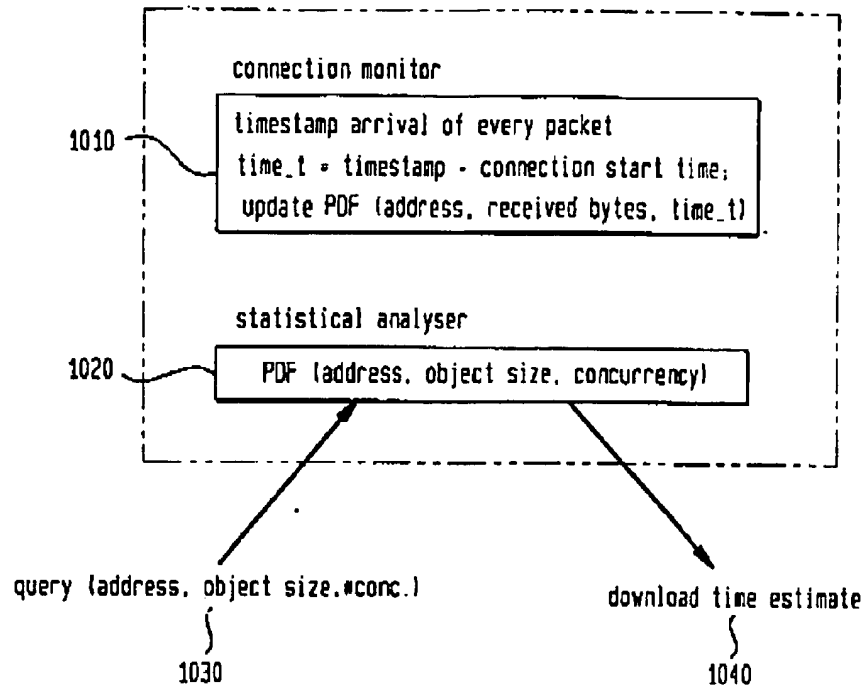 connection monitor
1010
timestamp arrival of every packet
time_t = timestamp - connection start time;
update PDF (address, received bytes, time_t)
statistical analyser
1020
PDF (address, object size, concurrency)
query (address, object size,#conc.)
download time estimate
1030
1040